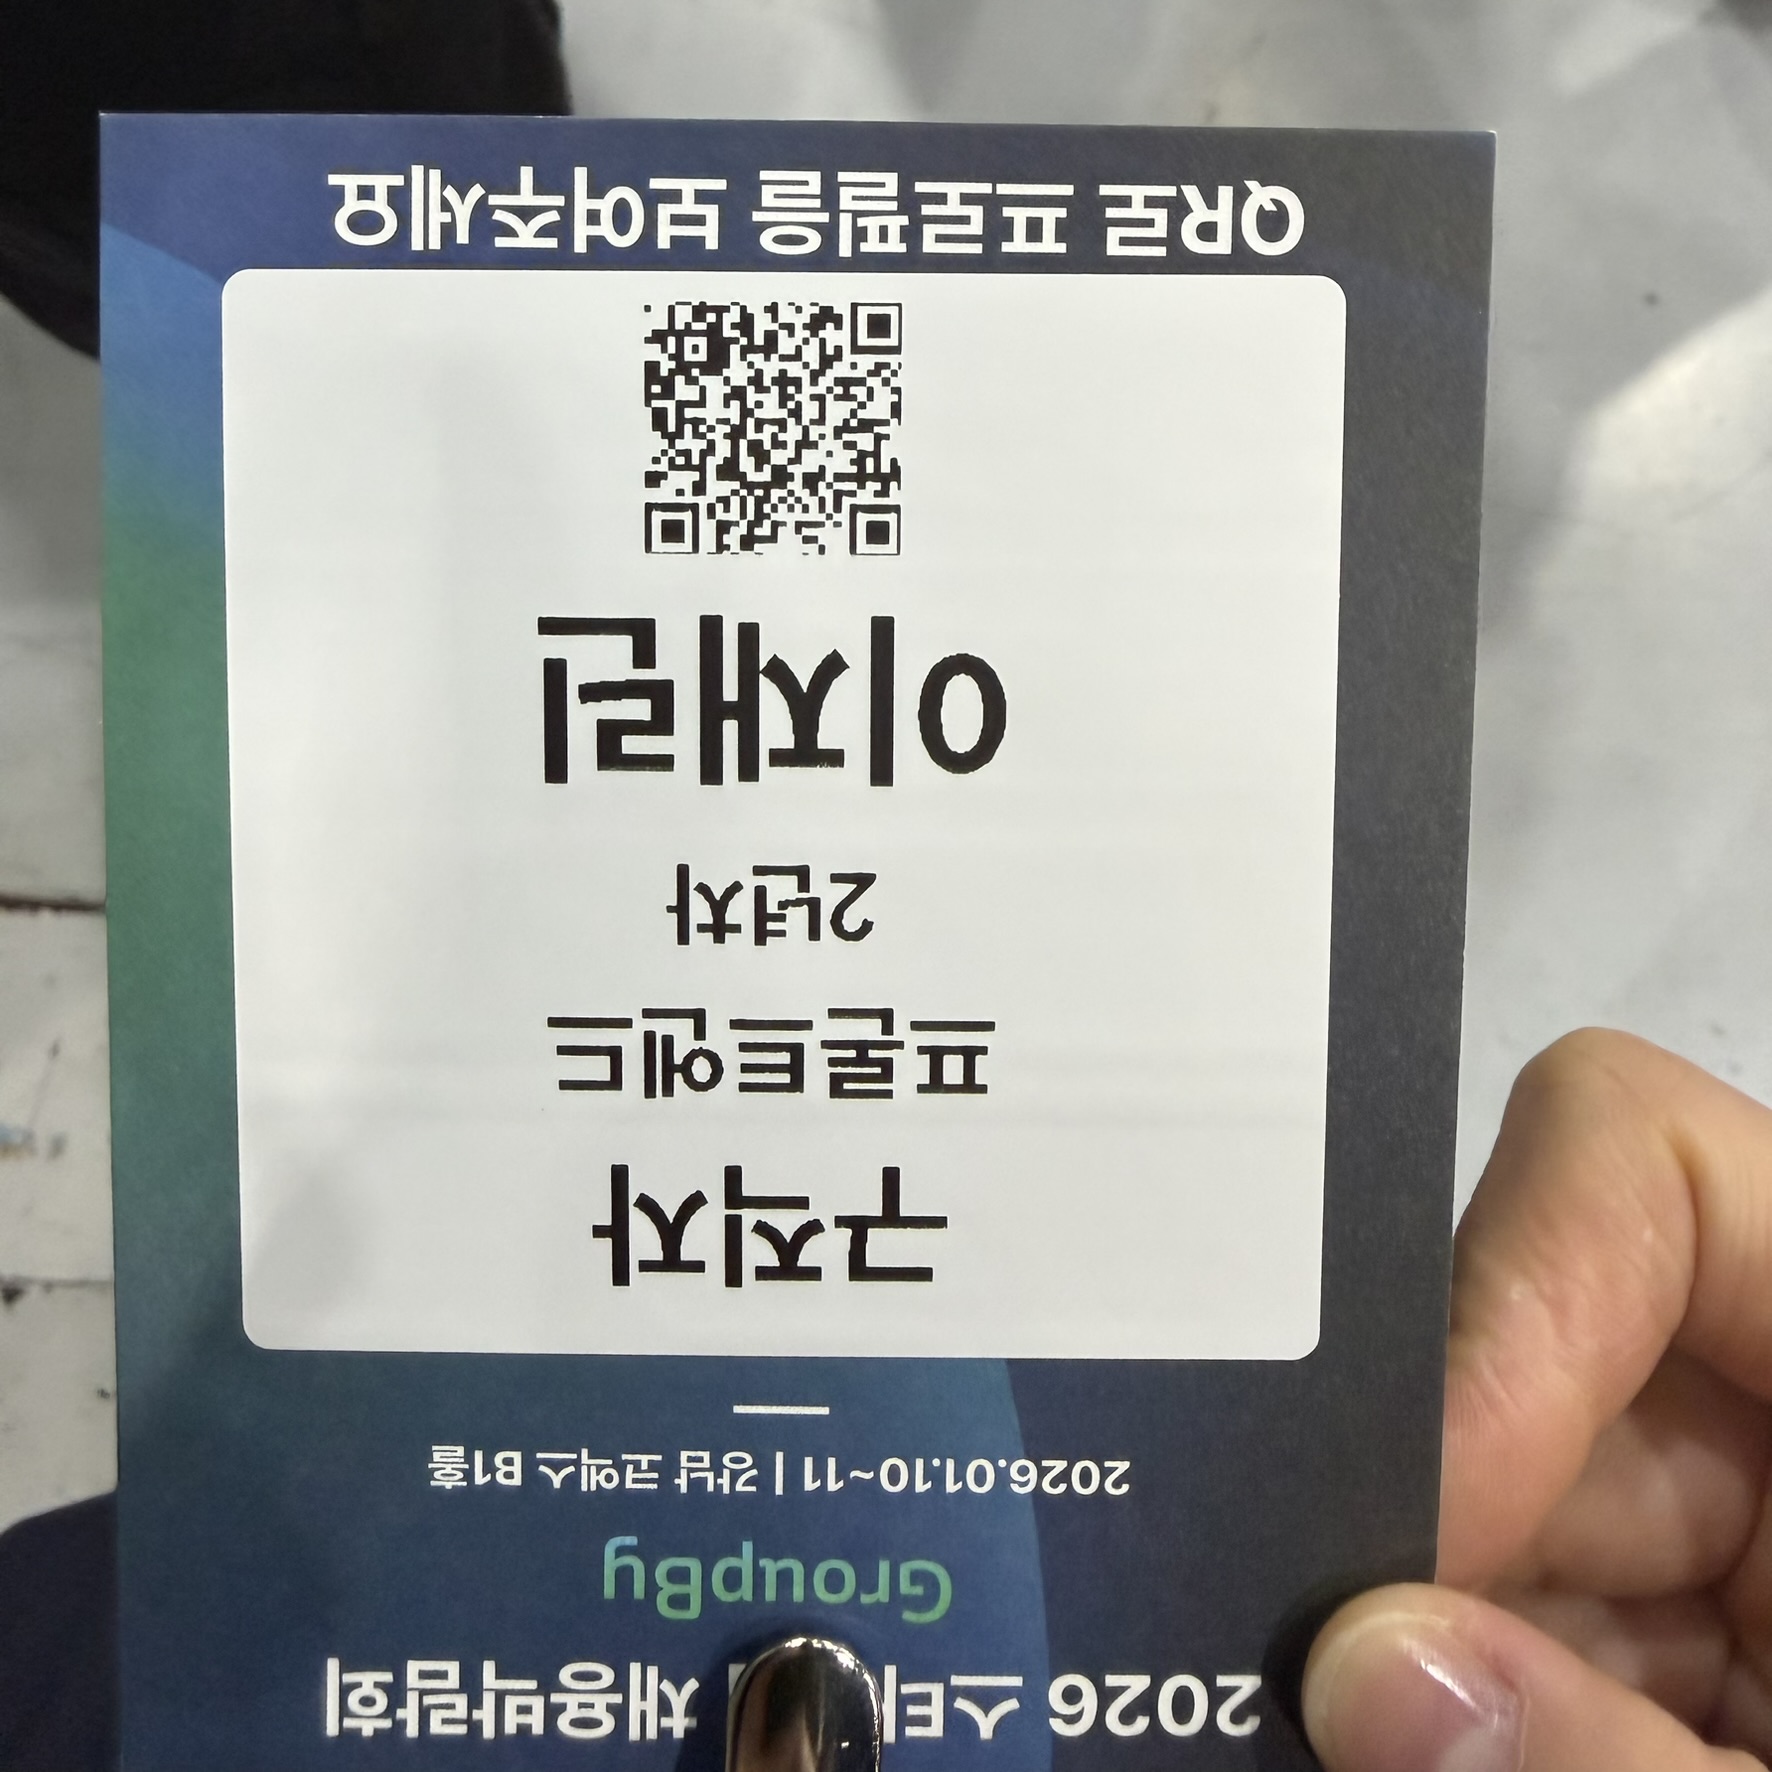 2026 스타 채용박람회
GroupBy
2026.01.10~11 | 강남 코엑스 B1홀
구직자
프론트엔드
2년차
이재린
QR로 프로필을 보여주세요